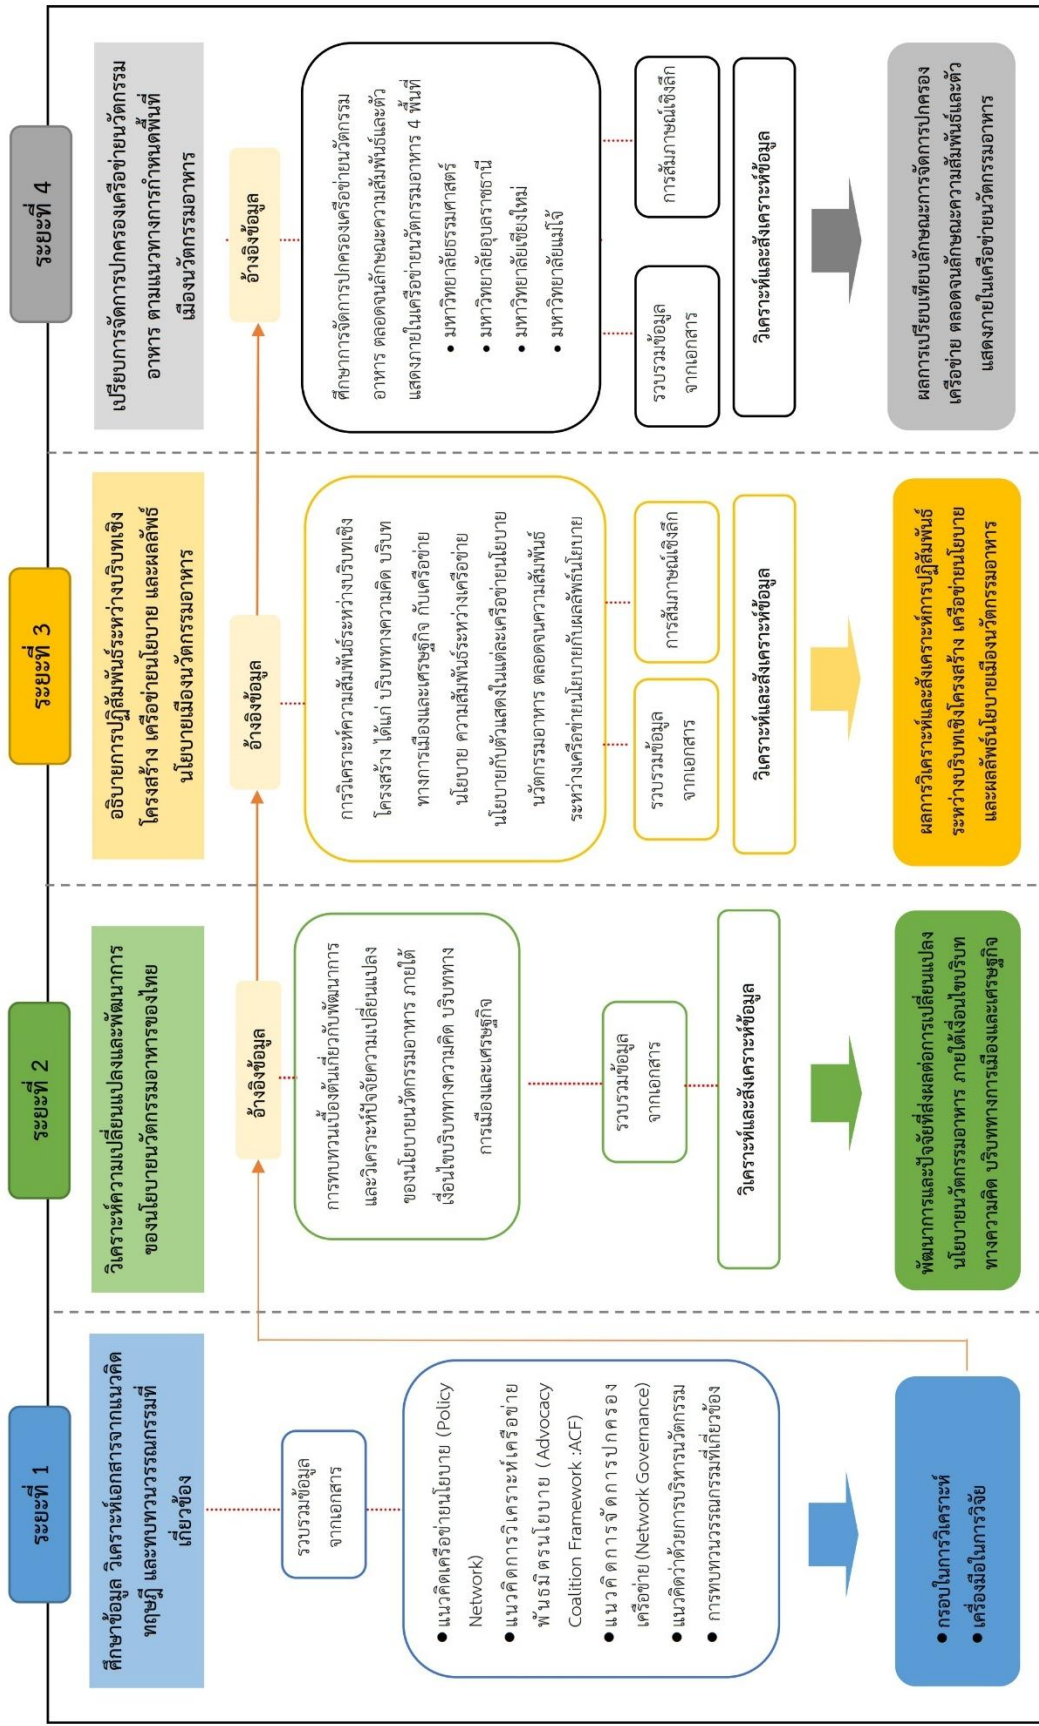 ระยะที่ 1
ศึกษาข้อมูล วิเคราะห์เอกสารจากแนวคิด
ทฤษฎี และทบทวนวรรณกรรมที่
เกี่ยวข้อง
รวบรวมข้อมูล
จากเอกสาร
● แนวคิดเครือข่ายนโยบาย (Policy
Network)
● แนวคิดการวิเคราะห์เครือข่าย
พันธมิตรนโยบาย (Advocacy
Coalition Framework :ACF)
● แนวคิดการจัดการปกครอง
เครือข่าย (Network Governance)
● แนวคิดว่าด้วยการบริหารนวัตกรรม
● การทบทวนวรรณกรรมที่เกี่ยวข้อง
● กรอบในการวิเคราะห์
● เครื่องมือในการวิจัย
ระยะที่ 2
วิเคราะห์ความเปลี่ยนแปลงและพัฒนาการ
ของนโยบายนวัตกรรมอาหารของไทย
อ้างอิงข้อมูล
การทบทวนเบื้องต้นเกี่ยวกับพัฒนาการ
และวิเคราะห์ปัจจัยความเปลี่ยนแปลง
ของนโยบายนวัตกรรมอาหาร ภายใต้
เงื่อนไขบริบททางความคิด บริบททาง
การเมืองและเศรษฐกิจ
รวบรวมข้อมูล
จากเอกสาร
วิเคราะห์และสังเคราะห์ข้อมูล
พัฒนาการและปัจจัยที่ส่งผลต่อการเปลี่ยนแปลง
นโยบายนวัตกรรมอาหาร ภายใต้เงื่อนไขบริบท
ทางความคิด บริบททางการเมืองและเศรษฐกิจ
ระยะที่ 3
อธิบายการปฏิสัมพันธ์ระหว่างบริบทเชิง
โครงสร้าง เครือข่ายนโยบาย และผลลัพธ์
นโยบายเมืองนวัตกรรมอาหาร
อ้างอิงข้อมูล
การวิเคราะห์ความสัมพันธ์ระหว่างบริบทเชิง
โครงสร้าง ได้แก่ บริบททางความคิด บริบท
ทางการเมืองและเศรษฐกิจ กับเครือข่าย
นโยบาย ความสัมพันธ์ระหว่างเครือข่าย
นโยบายกับตัวแสดงในแต่ละเครือข่ายนโยบาย
นวัตกรรมอาหาร ตลอดจนความสัมพันธ์
ระหว่างเครือข่ายนโยบายกับผลลัพธ์นโยบาย
รวบรวมข้อมูล
จากเอกสาร
การสัมภาษณ์เชิงลึก
วิเคราะห์และสังเคราะห์ข้อมูล
ผลการวิเคราะห์และสังเคราะห์การปฏิสัมพันธ์
ระหว่างบริบทเชิงโครงสร้าง เครือข่ายนโยบาย
และผลลัพธ์นโยบายเมืองนวัตกรรมอาหาร
ระยะที่ 4
เปรียบการจัดการปกครองเครือข่ายนวัตกรรม
อาหาร ตามแนวทางการกำหนดพื้นที่
เมืองนวัตกรรมอาหาร
อ้างอิงข้อมูล
ศึกษาการจัดการปกครองเครือข่ายนวัตกรรม
อาหาร ตลอดจนลักษณะความสัมพันธ์และตัว
แสดงภายในเครือข่ายนวัตกรรมอาหาร 4 พื้นที่
● มหาวิทยาลัยธรรมศาสตร์
● มหาวิทยาลัยอุบลราชธานี
● มหาวิทยาลัยเชียงใหม่
● มหาวิทยาลัยแม่โจ้
รวบรวมข้อมูล
จากเอกสาร
การสัมภาษณ์เชิงลึก
วิเคราะห์และสังเคราะห์ข้อมูล
ผลการเปรียบเทียบลักษณะการจัดการปกครอง
เครือข่าย ตลอดจนลักษณะความสัมพันธ์และตัว
แสดงภายในเครือข่ายนวัตกรรมอาหาร